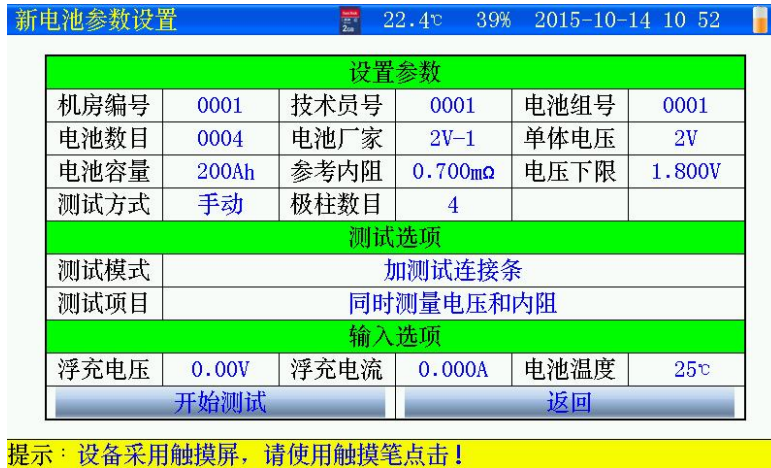 新电池参数设置 SanDisk 2GB 22.4℃ 39% 2015-10-14 10 52
设置参数
机房编号 0001 技术员号 0001 电池组号 0001
电池数目 0004 电池厂家 2V-1 单体电压 2V
电池容量 200Ah 参考内阻 0.700mΩ 电压下限 1.800V
测试方式 手动 极柱数目 4
测试选项
测试模式 加测试连接条
测试项目 同时测量电压和内阻
输入选项
浮充电压 0.00V 浮充电流 0.000A 电池温度 25℃
开始测试 返回
提示：设备采用触摸屏，请使用触摸笔点击！